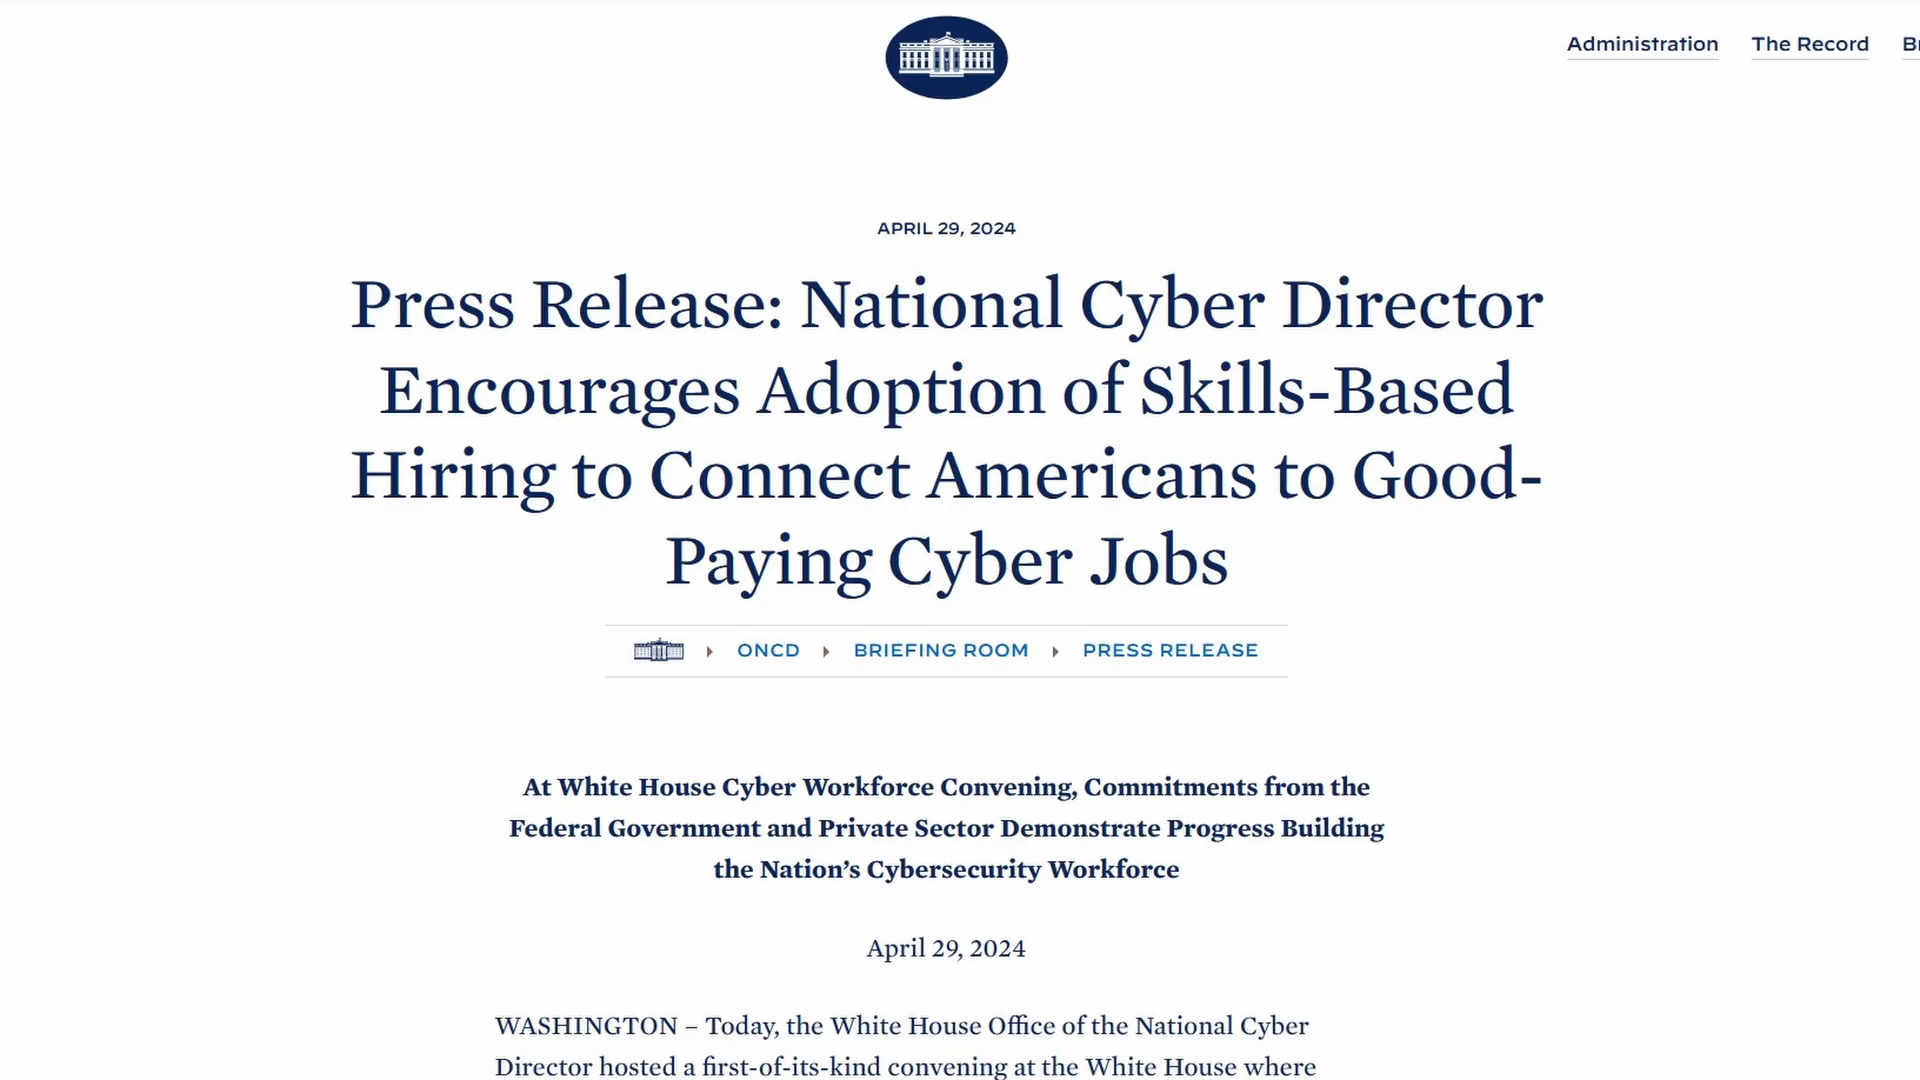 Administration The Record
APRIL 29, 2024
Press Release: National Cyber Director
Encourages Adoption of Skills-Based
Hiring to Connect Americans to Good-
Paying Cyber Jobs
ONCD BRIEFING ROOM PRESS RELEASE
At White House Cyber Workforce Convening, Commitments from the
Federal Government and Private Sector Demonstrate Progress Building
the Nation’s Cybersecurity Workforce
April 29, 2024
WASHINGTON – Today, the White House Office of the National Cyber
Director hosted a first-of-its-kind convening at the White House where